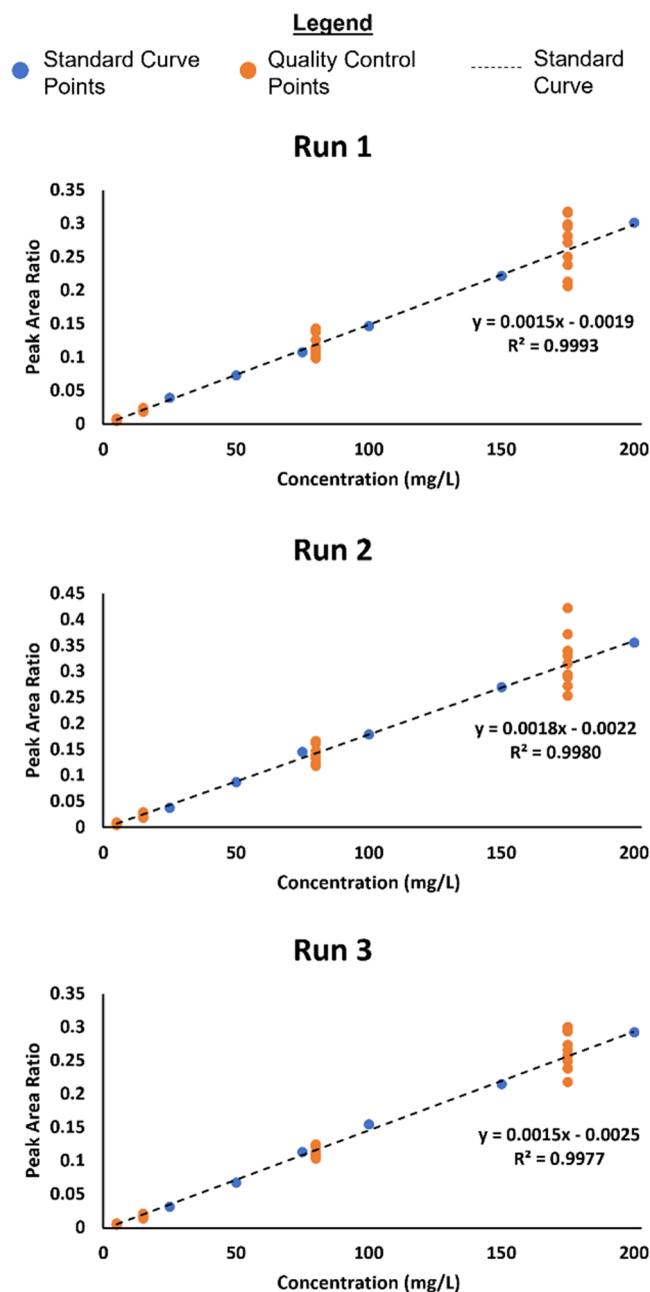 Legend
Standard Curve Points
Quality Control Points
Standard Curve
Run 1
0.35
0.3
0.25
0.2
0.15
0.1
0.05
0
Peak Area Ratio
y = 0.0015x - 0.0019
R² = 0.9993
0 50 100 150 200
Concentration (mg/L)
Run 2
0.45
0.4
0.35
0.3
0.25
0.2
0.15
0.1
0.05
0
Peak Area Ratio
y = 0.0018x - 0.0022
R² = 0.9980
0 50 100 150 200
Concentration (mg/L)
Run 3
0.35
0.3
0.25
0.2
0.15
0.1
0.05
0
Peak Area Ratio
y = 0.0015x - 0.0025
R² = 0.9977
0 50 100 150 200
Concentration (mg/L)